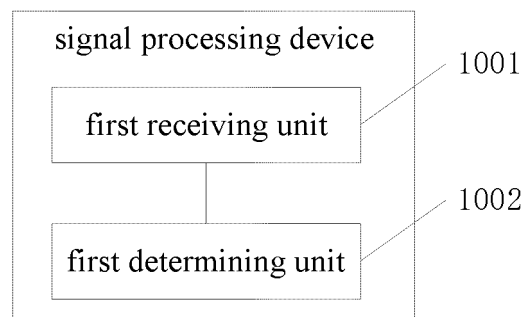 signal processing device
first receiving unit
1001
first determining unit
1002